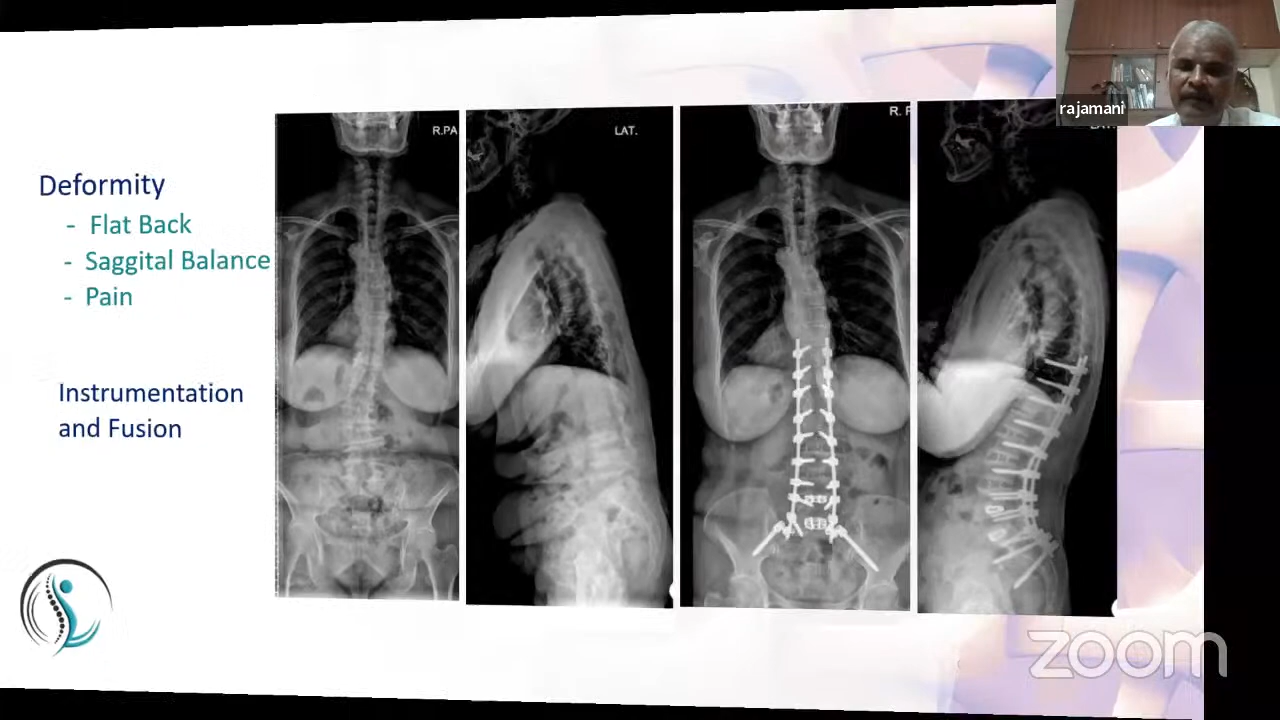 rajamani
R.PA
LAT.
R. P
Deformity
- Flat Back
- Saggital Balance
- Pain
Instrumentation
and Fusion
zoom